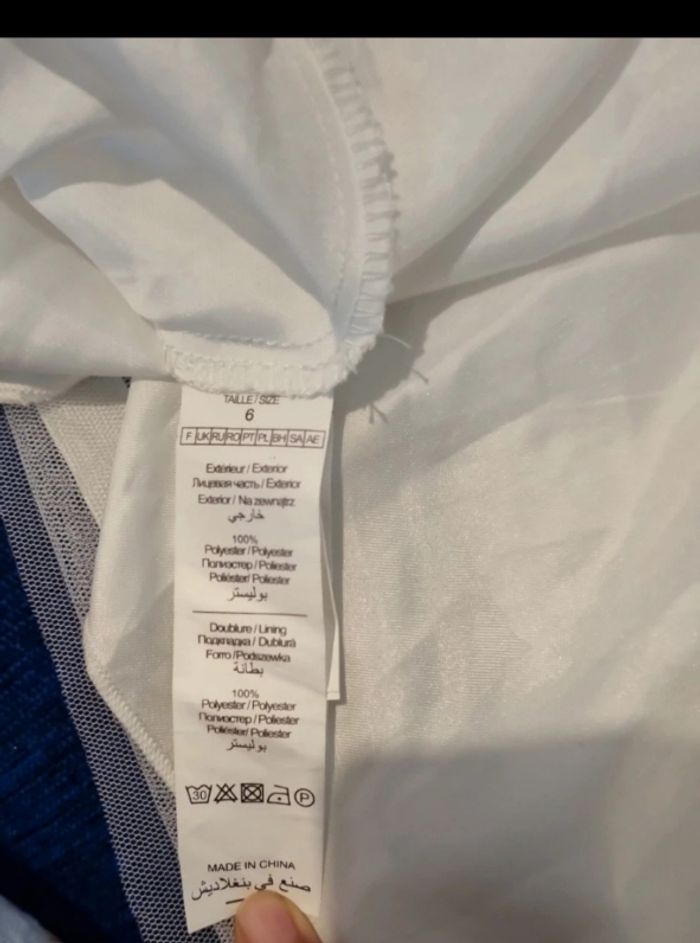 TAILLE / SIZE
6
F UK RU RO PT PL BH SA AE
Extérieur / Exterior
Лицевая часть / Exterior
Exterior / Na zewnątrz
خارجي
100%
Polyester / Polyester
Полиэстер / Poliester
Poliéster / Poliester
بوليستر
Doublure / Lining
Подкладка / Dublură
Forro / Podszewka
بطانة
100%
Polyester / Polyester
Полиэстер / Poliester
Poliéster / Poliester
بوليستر
30 P
MADE IN CHINA
صنع في بنغلاديش